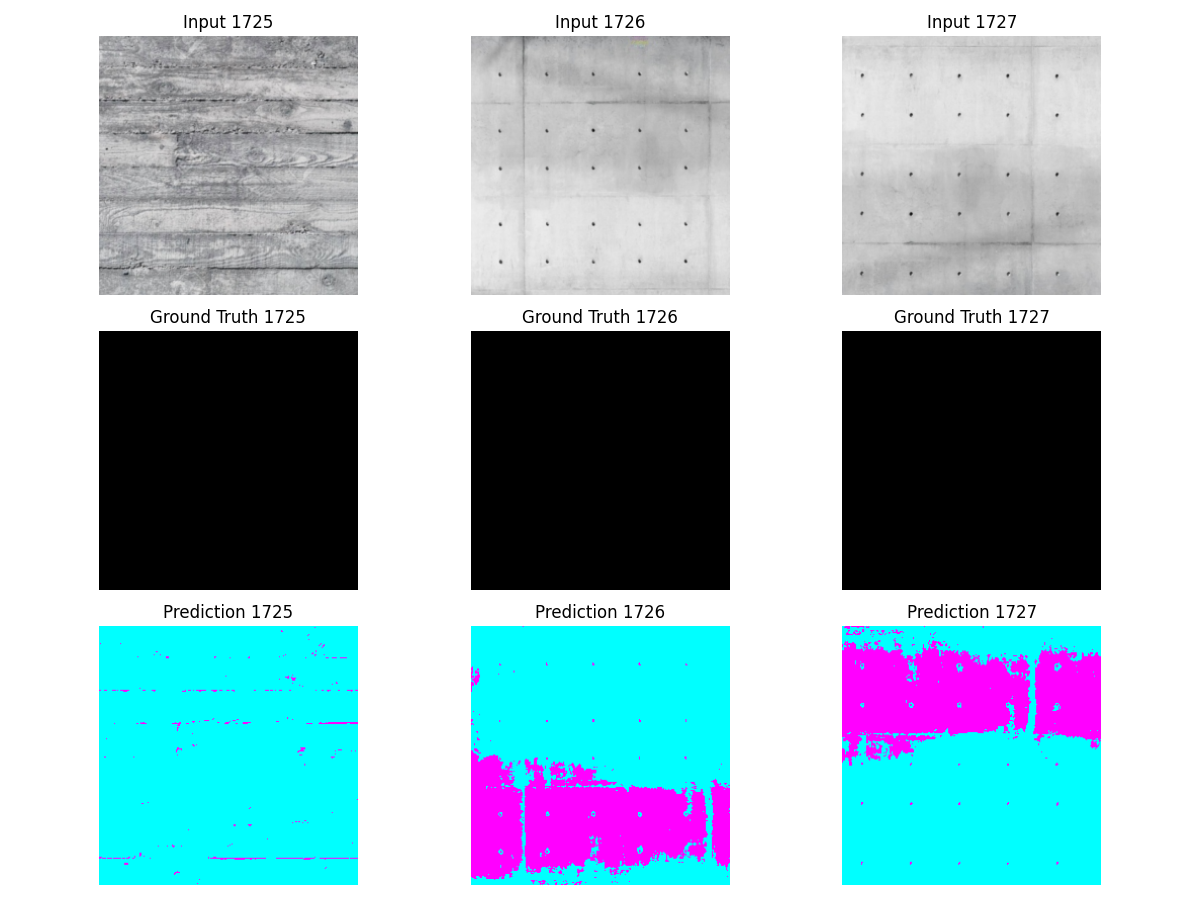 Input 1725
Input 1726
Input 1727
Ground Truth 1725
Ground Truth 1726
Ground Truth 1727
Prediction 1725
Prediction 1726
Prediction 1727